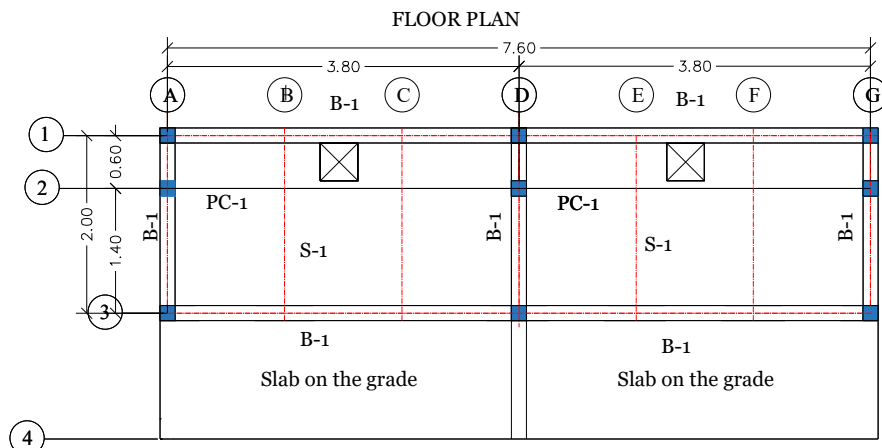 FLOOR PLAN
7.60
3.80 3.80
A B C D E F G
B-1 B-1
1
0.60
2
2.00
1.40
PC-1 PC-1
B-1 B-1 B-1
S-1 S-1
3
B-1 B-1
Slab on the grade Slab on the grade
4